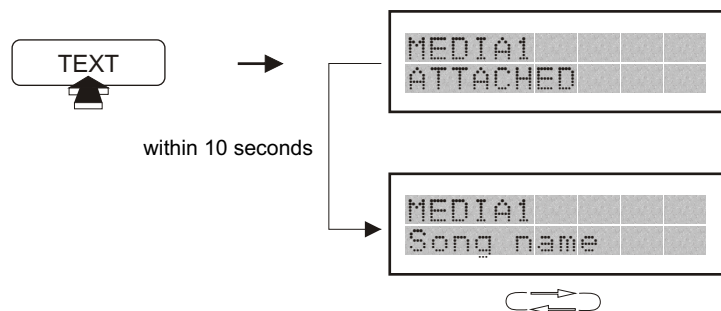 TEXT
MEDIA1
ATTACHED
within 10 seconds
MEDIA1
Song name